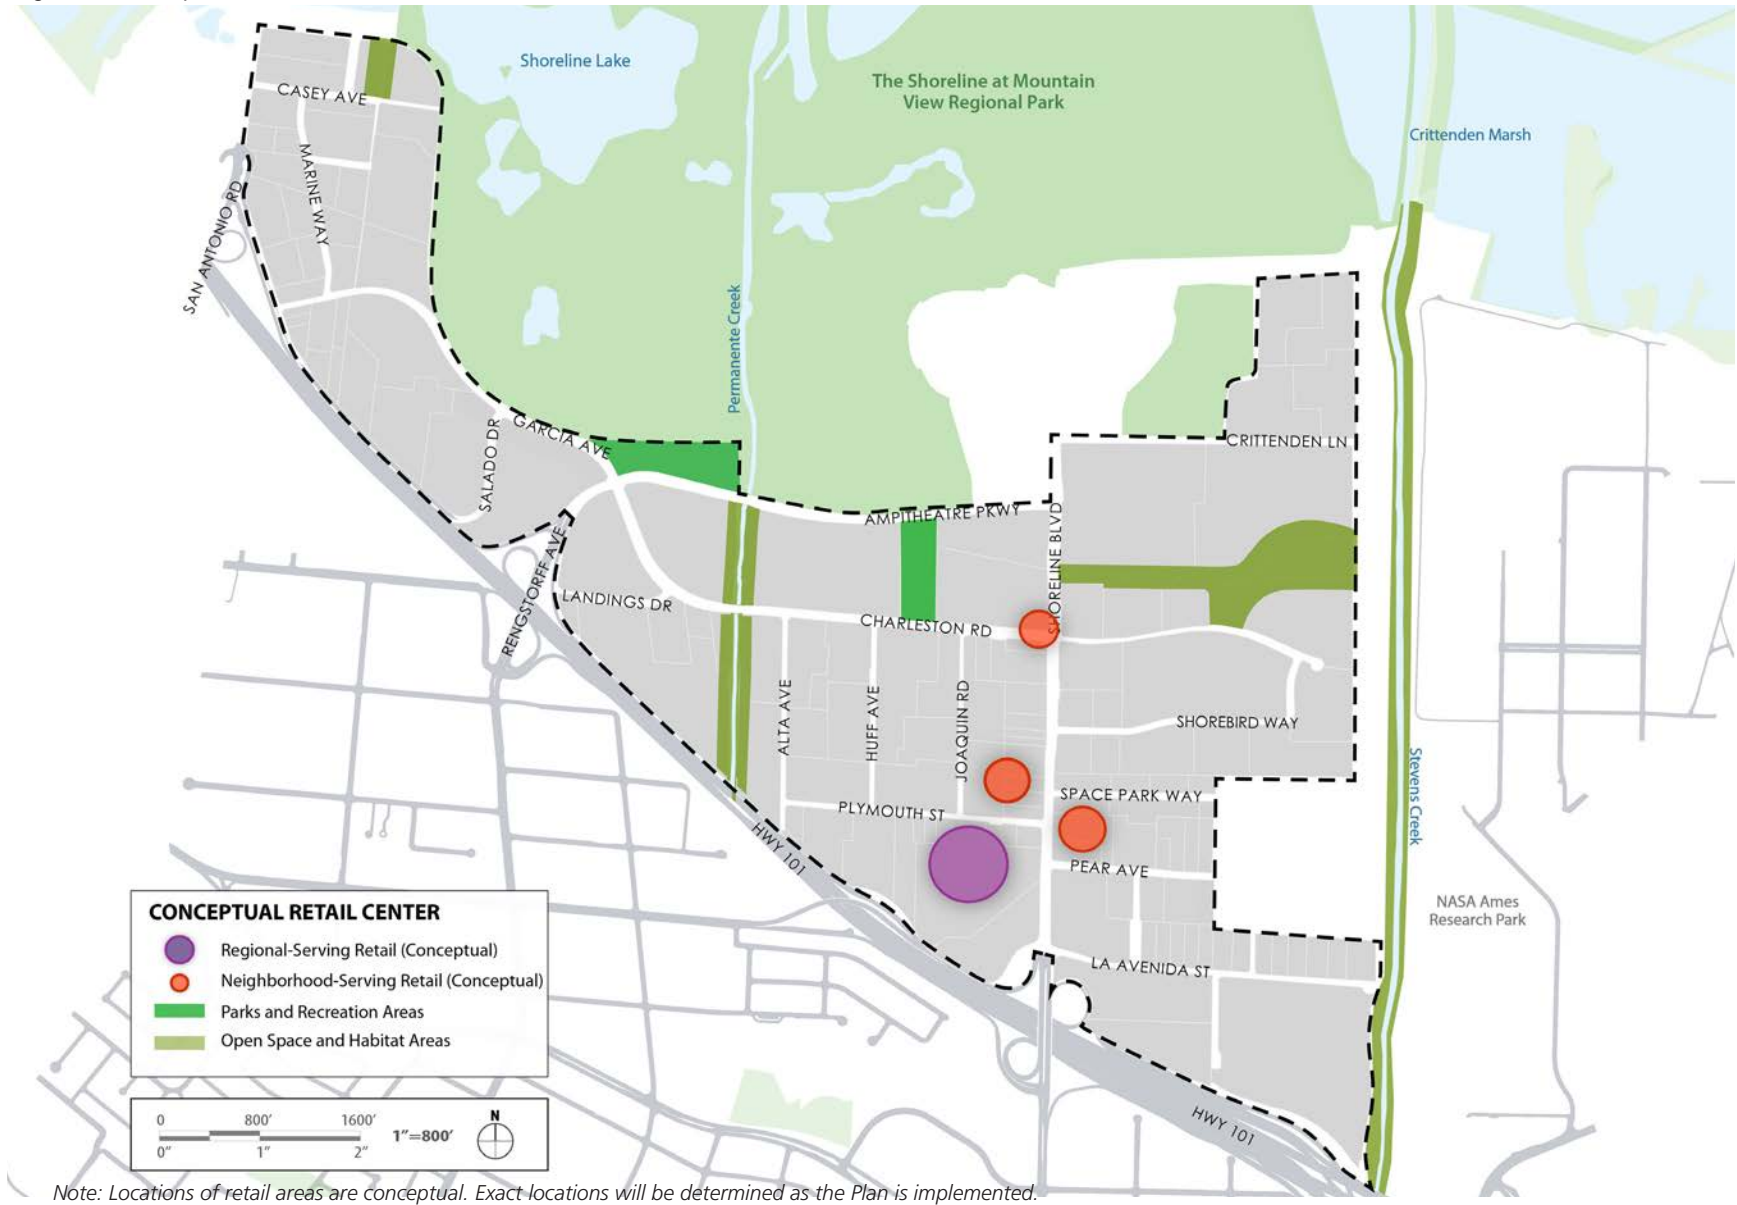 Shoreline Lake
The Shoreline at Mountain
View Regional Park
Crittenden Marsh
CASEY AVE
MARINE WAY
SAN ANTONIO RD
Permanente Creek
SALADO DR
GARCIA AVE
CRITTENDEN LN
AMPITHEATRE PKWY
SHORELINE BLVD
RENGSTORFF AVE
LANDINGS DR
CHARLESTON RD
ALTA AVE
HUFF AVE
JOAQUIN RD
SHOREBIRD WAY
SPACE PARK WAY
PLYMOUTH ST
HWY 101
PEAR AVE
Stevens Creek
NASA Ames
Research Park
LA AVENIDA ST
HWY 101
CONCEPTUAL RETAIL CENTER
Regional-Serving Retail (Conceptual)
Neighborhood-Serving Retail (Conceptual)
Parks and Recreation Areas
Open Space and Habitat Areas
0 800' 1600'
1"=800'
0" 1" 2"
N
Note: Locations of retail areas are conceptual. Exact locations will be determined as the Plan is implemented.